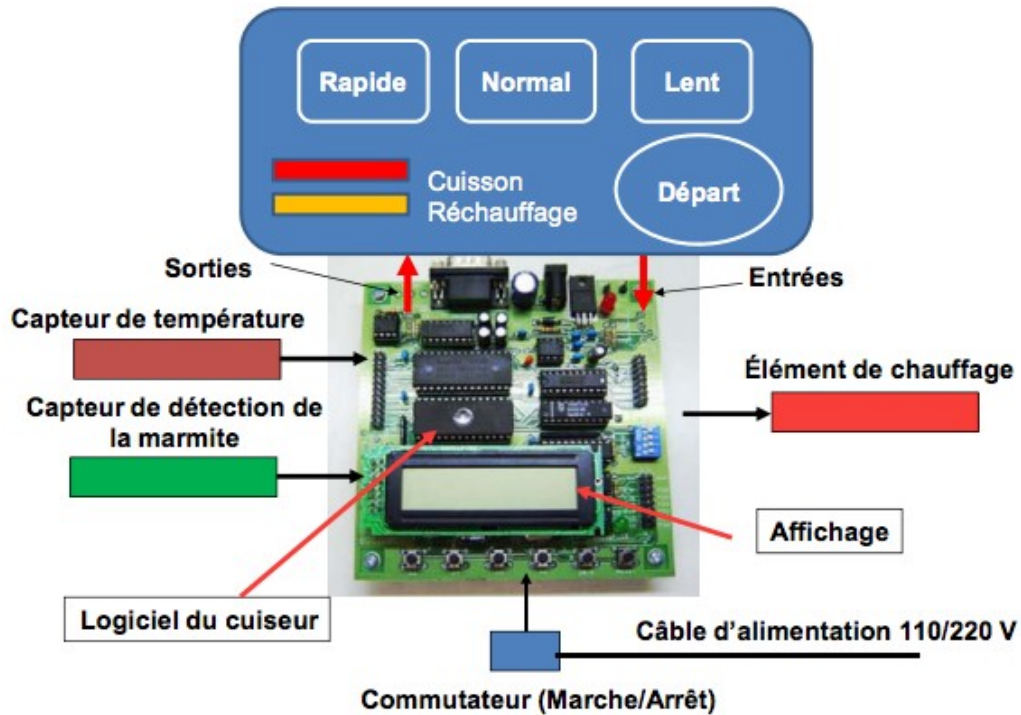 Rapide
Normal
Lent
Cuisson
Réchauffage
Départ
Sorties
Entrées
Capteur de température
Élément de chauffage
Capteur de détection de
la marmite
Affichage
Logiciel du cuiseur
Câble d'alimentation 110/220 V
Commutateur (Marche/Arrêt)